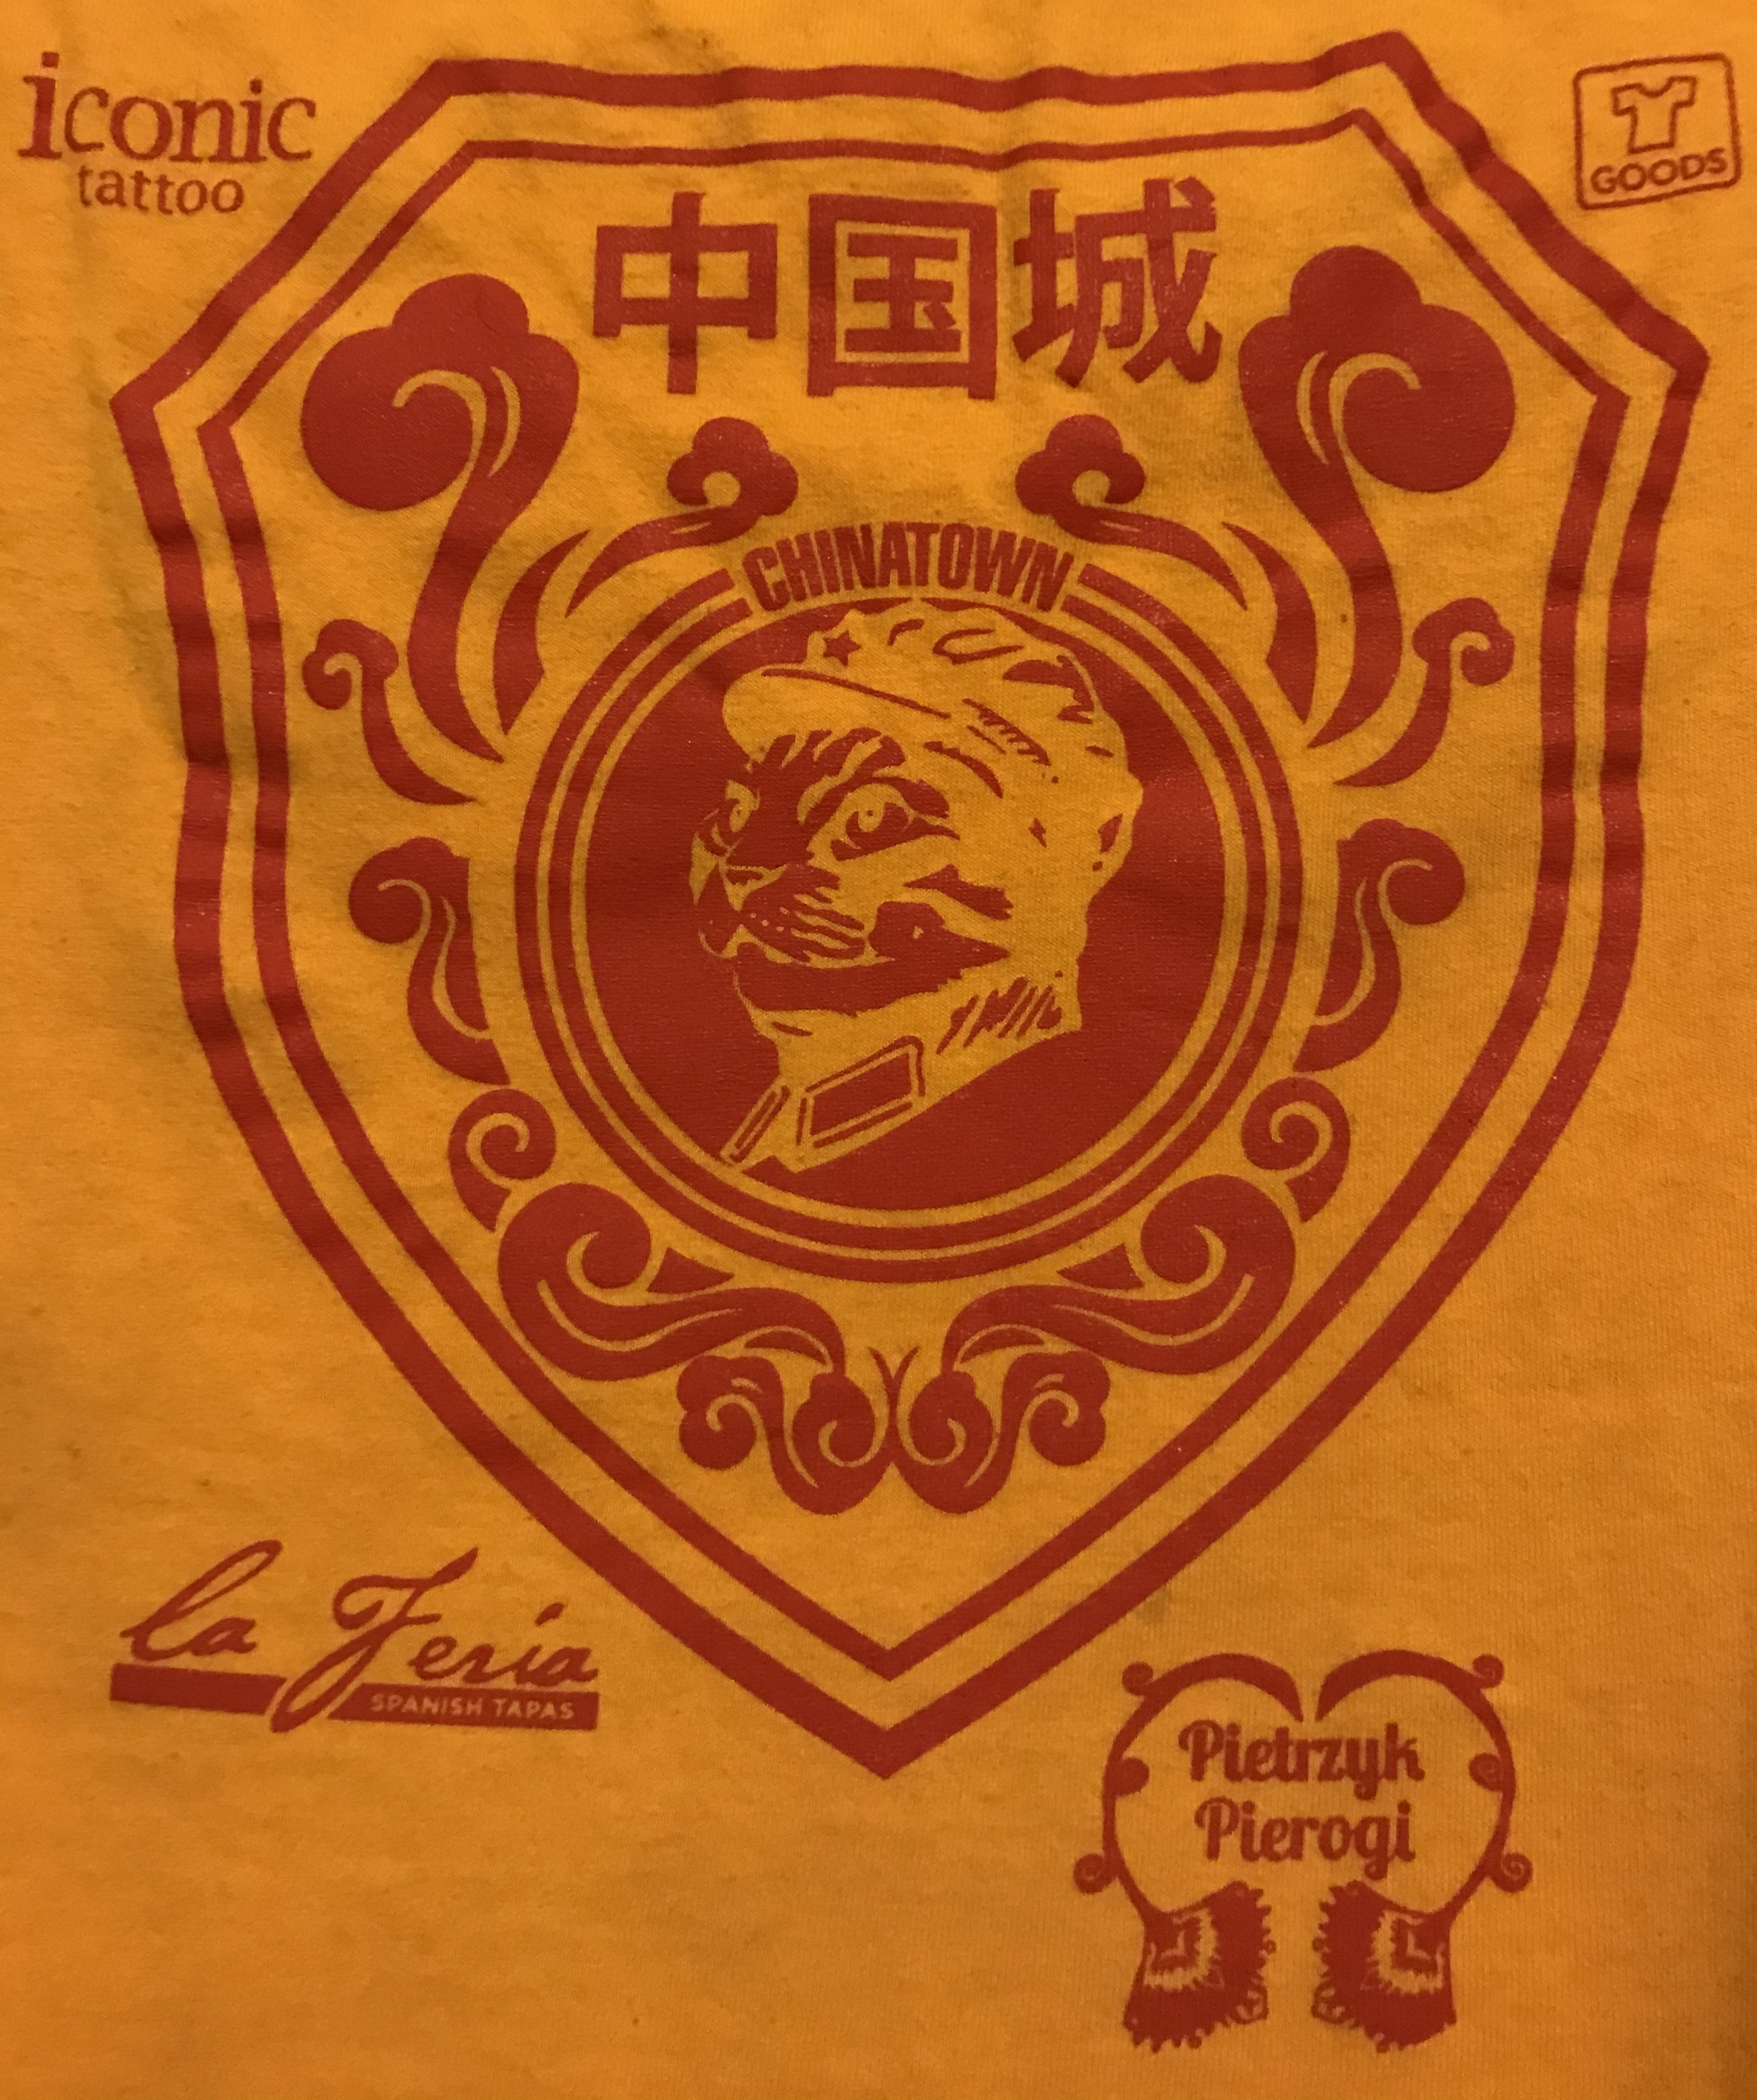 iconic
tattoo
GOODS
中国城
CHINATOWN
la Feria
SPANISH TAPAS
Pietrzyk
Pierogi